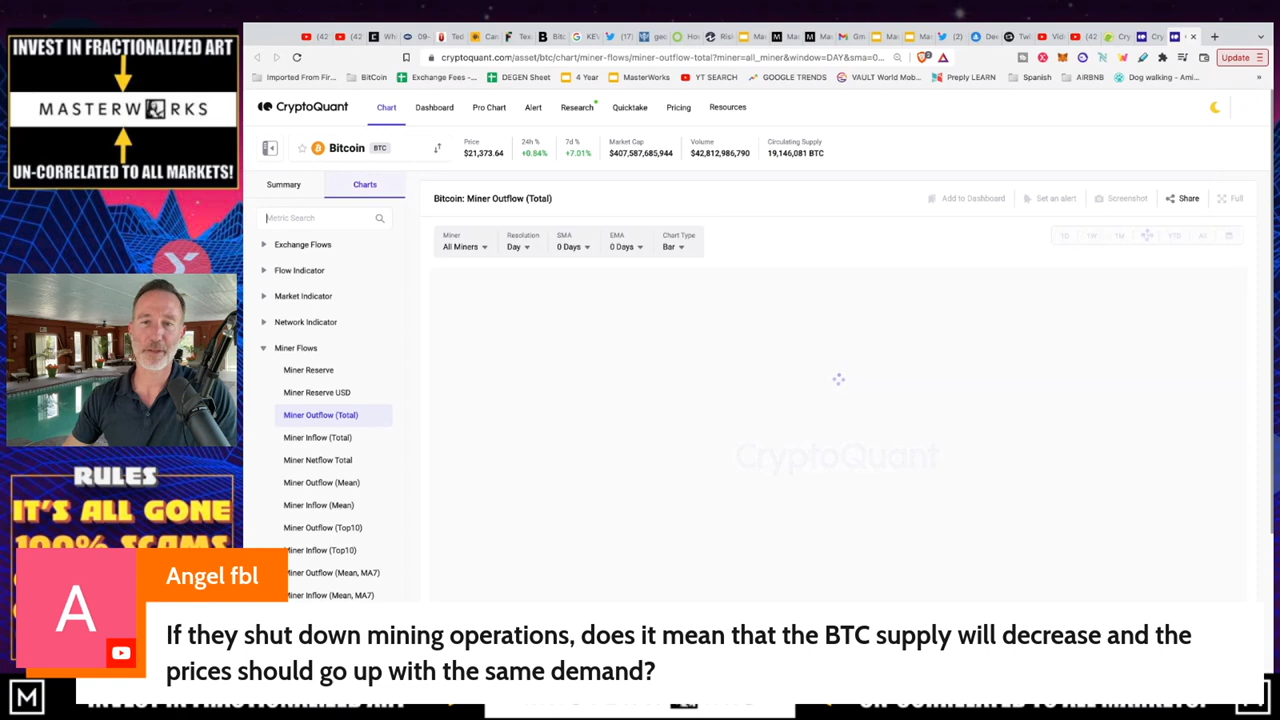 INVEST IN FRACTIONALIZED ART
MASTERWORKS
UN-CORRELATED TO ALL MARKETS!
cryptoquant.com/asset/btc/chart/miner-flows/miner-outflow-total?miner=all_miner&window=DAY&sma=0...
Update
Imported From Fir...
BitCoin
Exchange Fees -...
DEGEN Sheet
4 Year
MasterWorks
YT SEARCH
GOOGLE TRENDS
VAULT World Mob...
Preply LEARN
Spanish
AIRBNB
Dog walking - Ami...
CryptoQuant
Chart
Dashboard
Pro Chart
Alert
Research
Quicktake
Pricing
Resources
Bitcoin BTC
Price
$21,373.64
24h %
+0.84%
7d %
+7.01%
Market Cap
$407,587,685,944
Volume
$42,812,986,790
Circulating Supply
19,146,081 BTC
Summary
Charts
Metric Search
Exchange Flows
Flow Indicator
Market Indicator
Network Indicator
Miner Flows
Miner Reserve
Miner Reserve USD
Miner Outflow (Total)
Miner Inflow (Total)
Miner Netflow Total
Miner Outflow (Mean)
Miner Inflow (Mean)
Miner Outflow (Top10)
Miner Inflow (Top10)
Miner Outflow (Mean, MA7)
Miner Inflow (Mean, MA7)
Bitcoin: Miner Outflow (Total)
Add to Dashboard
Set an alert
Screenshot
Share
Full
Miner
All Miners
Resolution
Day
SMA
0 Days
EMA
0 Days
Chart Type
Bar
1D
1W
1M
YTD
All
CryptoQuant
RULES
IT'S ALL GONE
100% SCAMS
A
Angel fbl
If they shut down mining operations, does it mean that the BTC supply will decrease and the
prices should go up with the same demand?
M